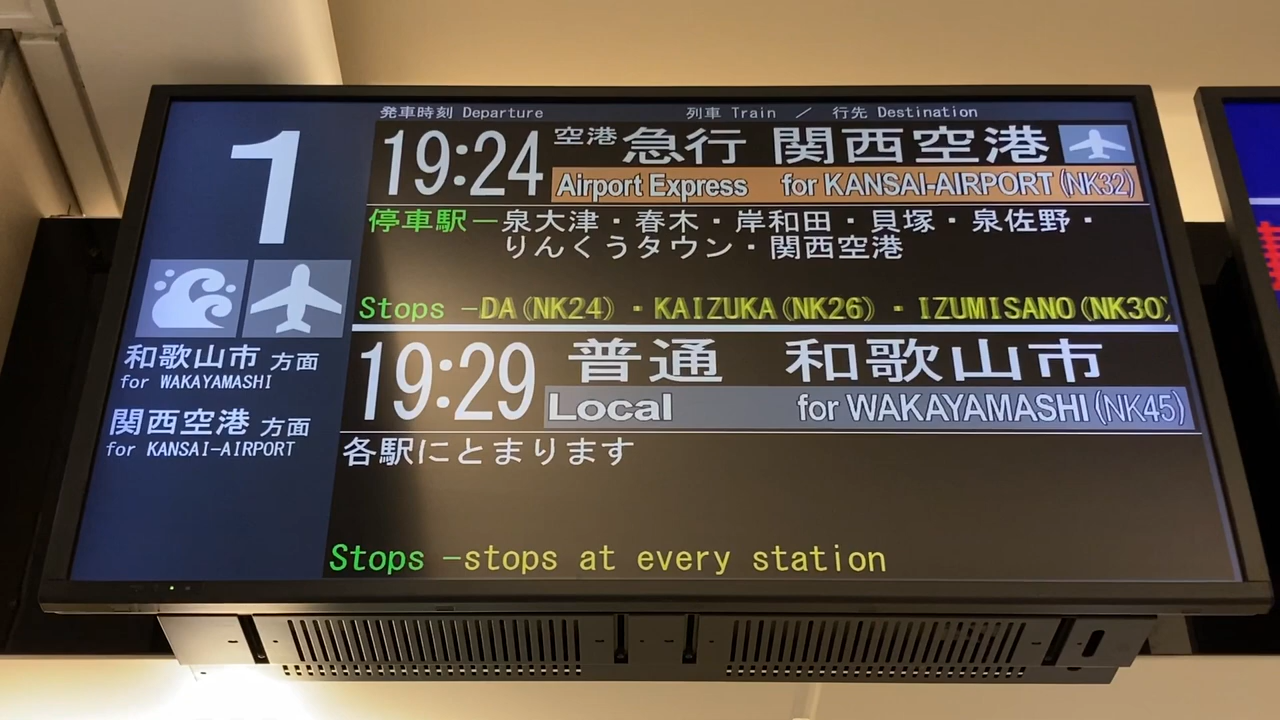 発車時刻 Departure 列車 Train ／ 行先 Destination
1
和歌山市 方面
for WAKAYAMASHI
関西空港 方面
for KANSAI-AIRPORT
19:24 空港急行 関西空港
Airport Express for KANSAI-AIRPORT (NK32)
停車駅－泉大津・春木・岸和田・貝塚・泉佐野・
りんくうタウン・関西空港
Stops －DA(NK24)・KAIZUKA(NK26)・IZUMISANO(NK30)
19:29 普通 和歌山市
Local for WAKAYAMASHI (NK45)
各駅にとまります
Stops －stops at every station